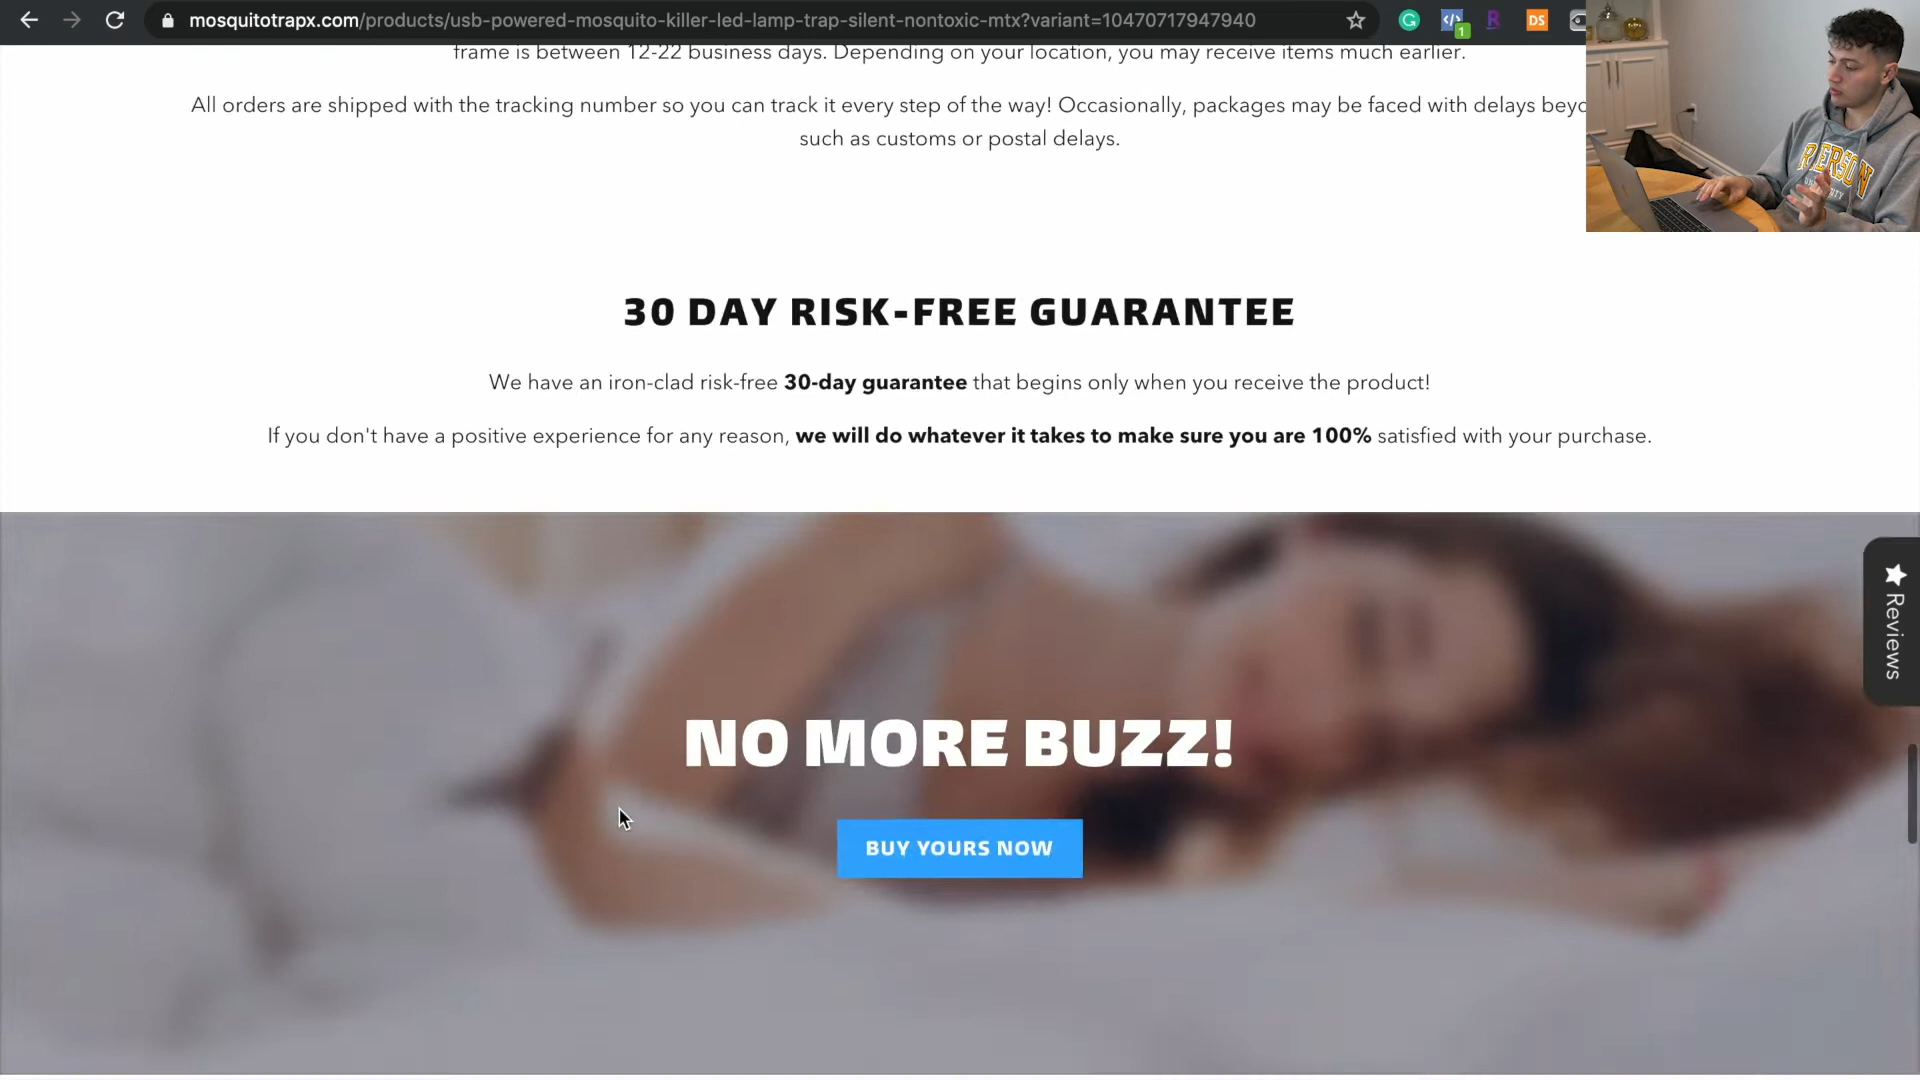 mosquitotrapx.com/products/usb-powered-mosquito-killer-led-lamp-trap-silent-nontoxic-mtx?variant=10470717947940
G
</>
1
R
DS
frame is between 12-22 business days. Depending on your location, you may receive items much earlier.
All orders are shipped with the tracking number so you can track it every step of the way! Occasionally, packages may be faced with delays
such as customs or postal delays.
30 DAY RISK-FREE GUARANTEE
We have an iron-clad risk-free 30-day guarantee that begins only when you receive the product!
If you don't have a positive experience for any reason, we will do whatever it takes to make sure you are 100% satisfied with your purchase.
NO MORE BUZZ!
BUY YOURS NOW
Reviews